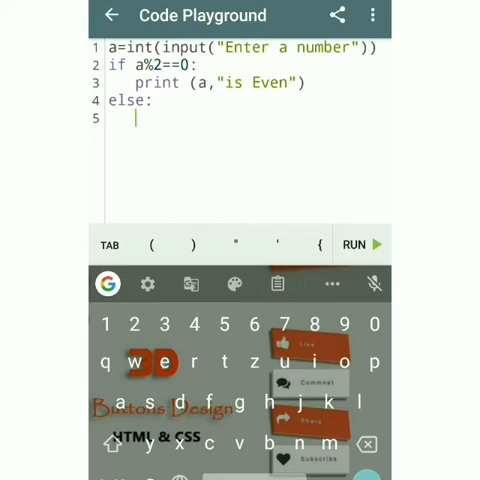 Code Playground
1 a=int(input("Enter a number"))
2 if a%2==0:
3 print (a,"is Even")
4 else:
5
TAB ( ) " ' { RUN
G
1 2 3 4 5 6 7 8 9 0
q w e r t z u i o p
3D
Like
Commnet
a s d f g h j k l
Buttons Design
Share
y x c v b n m
HTML & CSS
Subscribe